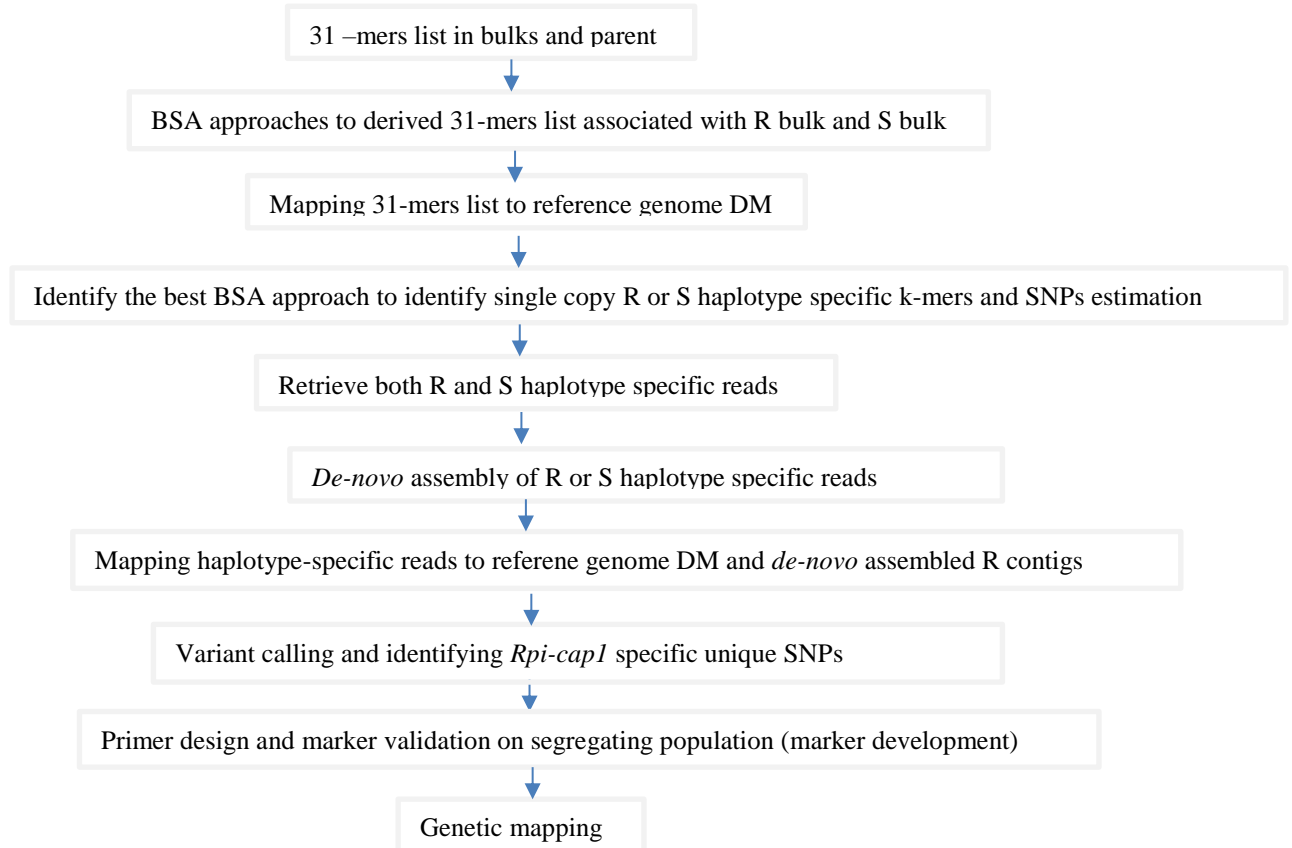 31 –mers list in bulks and parent
BSA approaches to derived 31-mers list associated with R bulk and S bulk
Mapping 31-mers list to reference genome DM
Identify the best BSA approach to identify single copy R or S haplotype specific k-mers and SNPs estimation
Retrieve both R and S haplotype specific reads
De-novo assembly of R or S haplotype specific reads
Mapping haplotype-specific reads to referene genome DM and de-novo assembled R contigs
Variant calling and identifying Rpi-cap1 specific unique SNPs
Primer design and marker validation on segregating population (marker development)
Genetic mapping